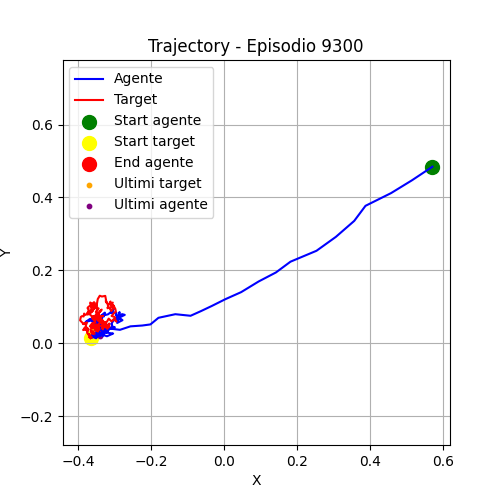 Trajectory - Episodio 9300
Agente
Target
Start agente
Start target
End agente
Ultimi target
Ultimi agente
Y
0.6
0.4
0.2
0.0
−0.2
−0.4
−0.2
0.0
0.2
0.4
0.6
X